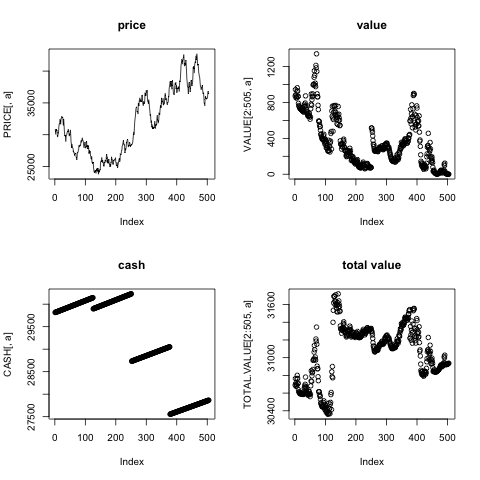 price
PRICE[, a]
25000 35000
0 100 200 300 400 500
Index
value
VALUE[2:505, a]
0 400 800 1200
0 100 200 300 400 500
Index
cash
CASH[, a]
27500 28500 29500
0 100 200 300 400 500
Index
total value
TOTAL.VALUE[2:505, a]
30400 31000 31600
0 100 200 300 400 500
Index